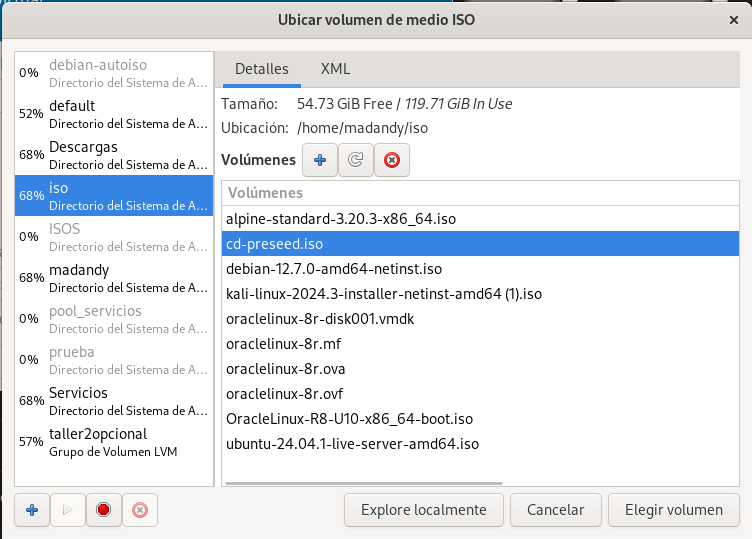 Ubicar volumen de medio ISO
0% debian-autoiso
Directorio del Sistema de A...
52% default
Directorio del Sistema de A...
68% Descargas
Directorio del Sistema de A...
68% iso
Directorio del Sistema de A...
0% ISOS
Directorio del Sistema de A...
68% madandy
Directorio del Sistema de A...
0% pool_servicios
Directorio del Sistema de A...
0% prueba
Directorio del Sistema de A...
68% Servicios
Directorio del Sistema de A...
57% taller2opcional
Grupo de Volumen LVM
Detalles XML
Tamaño: 54.73 GiB Free / 119.71 GiB In Use
Ubicación: /home/madandy/iso
Volúmenes
Volúmenes
alpine-standard-3.20.3-x86_64.iso
cd-preseed.iso
debian-12.7.0-amd64-netinst.iso
kali-linux-2024.3-installer-netinst-amd64 (1).iso
oraclelinux-8r-disk001.vmdk
oraclelinux-8r.mf
oraclelinux-8r.ova
oraclelinux-8r.ovf
OracleLinux-R8-U10-x86_64-boot.iso
ubuntu-24.04.1-live-server-amd64.iso
Explore localmente Cancelar Elegir volumen